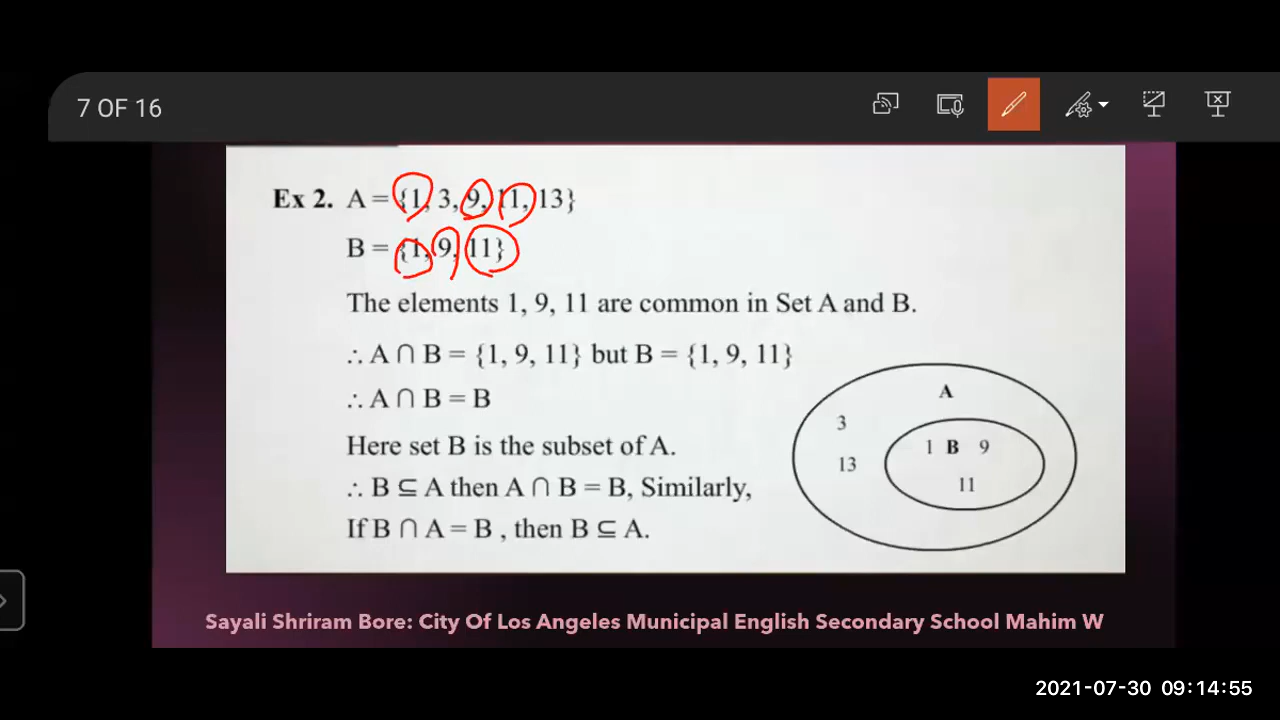 7 OF 16
Ex 2. A = {1, 3, 9, 11, 13}
B = {1, 9, 11}
The elements 1, 9, 11 are common in Set A and B.
∴ A ∩ B = {1, 9, 11} but B = {1, 9, 11}
∴ A ∩ B = B
Here set B is the subset of A.
∴ B ⊆ A then A ∩ B = B, Similarly,
If B ∩ A = B , then B ⊆ A.
A
3
1 B 9
13
11
Sayali Shriram Bore: City Of Los Angeles Municipal English Secondary School Mahim W
2021-07-30 09:14:55